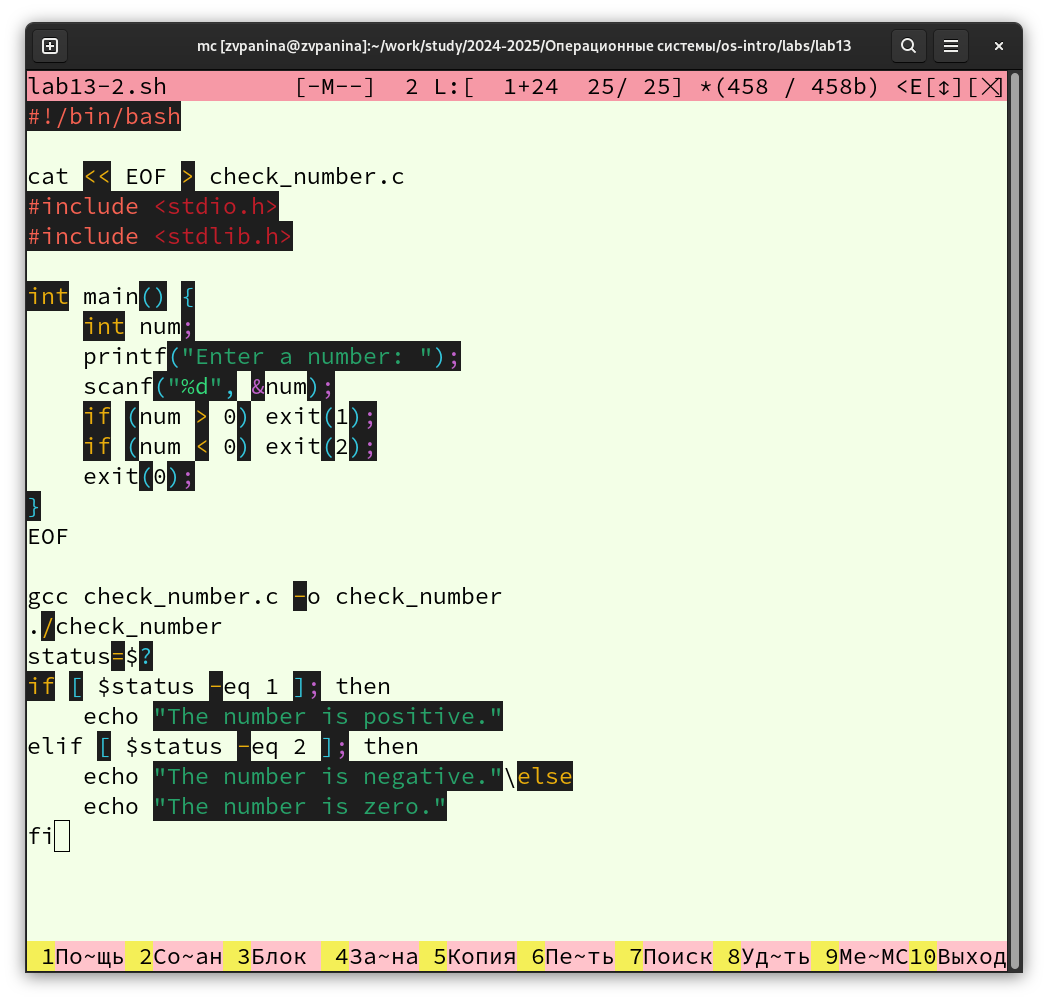 mc [zvpanina@zvpanina]:~/work/study/2024-2025/Операционные системы/os-intro/labs/lab13
lab13-2.sh [-M--] 2 L:[ 1+24 25/ 25] *(458 / 458b) <E[↕][X]
#!/bin/bash
cat << EOF > check_number.c
#include <stdio.h>
#include <stdlib.h>
int main() {
    int num;
    printf("Enter a number: ");
    scanf("%d", &num);
    if (num > 0) exit(1);
    if (num < 0) exit(2);
    exit(0);
}
EOF
gcc check_number.c -o check_number
./check_number
status=$?
if [ $status -eq 1 ]; then
    echo "The number is positive."
elif [ $status -eq 2 ]; then
    echo "The number is negative."\else
    echo "The number is zero."
fi
1По~щь 2Со~ан 3Блок 4За~на 5Копия 6Пе~ть 7Поиск 8Уд~ть 9Ме~МС10Выход